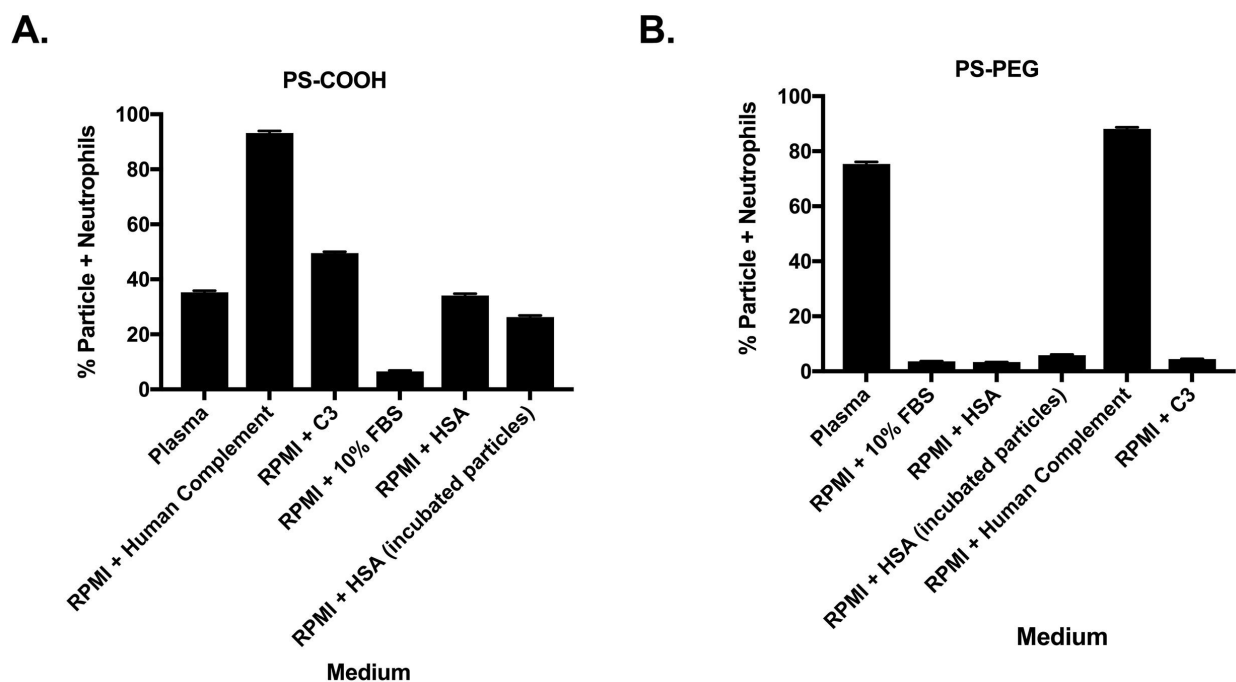 A.
PS-COOH
% Particle + Neutrophils
100
80
60
40
20
0
Plasma
RPMI + Human Complement
RPMI + C3
RPMI + 10% FBS
RPMI + HSA
RPMI + HSA (incubated particles)
Medium
B.
PS-PEG
% Particle + Neutrophils
100
80
60
40
20
0
Plasma
RPMI + 10% FBS
RPMI + HSA
RPMI + HSA (incubated particles)
RPMI + Human Complement
RPMI + C3
Medium